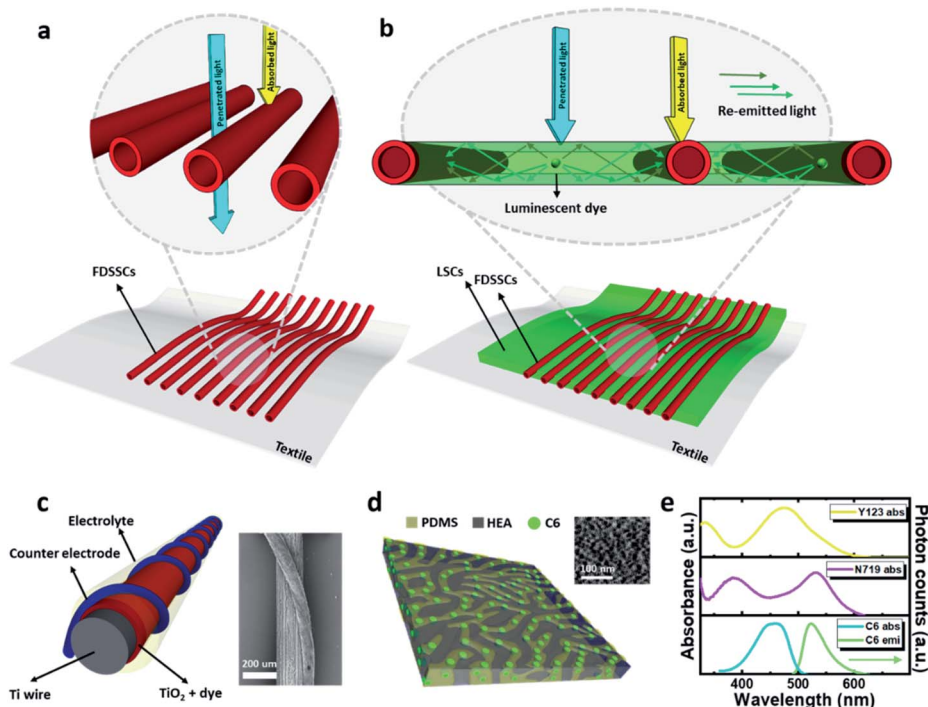 a
Penetrated light
Absorbed light
FDSSCs
Textile
b
Penetrated light
Absorbed light
Re-emitted light
Luminescent dye
LSCs
FDSSCs
Textile
c
Electrolyte
Counter electrode
Ti wire
TiO₂ + dye
200 um
d
PDMS HEA C6
100 nm
e
Absorbance (a.u.)
Photon counts (a.u.)
Y123 abs
N719 abs
C6 abs
C6 emi
400 500 600
Wavelength (nm)